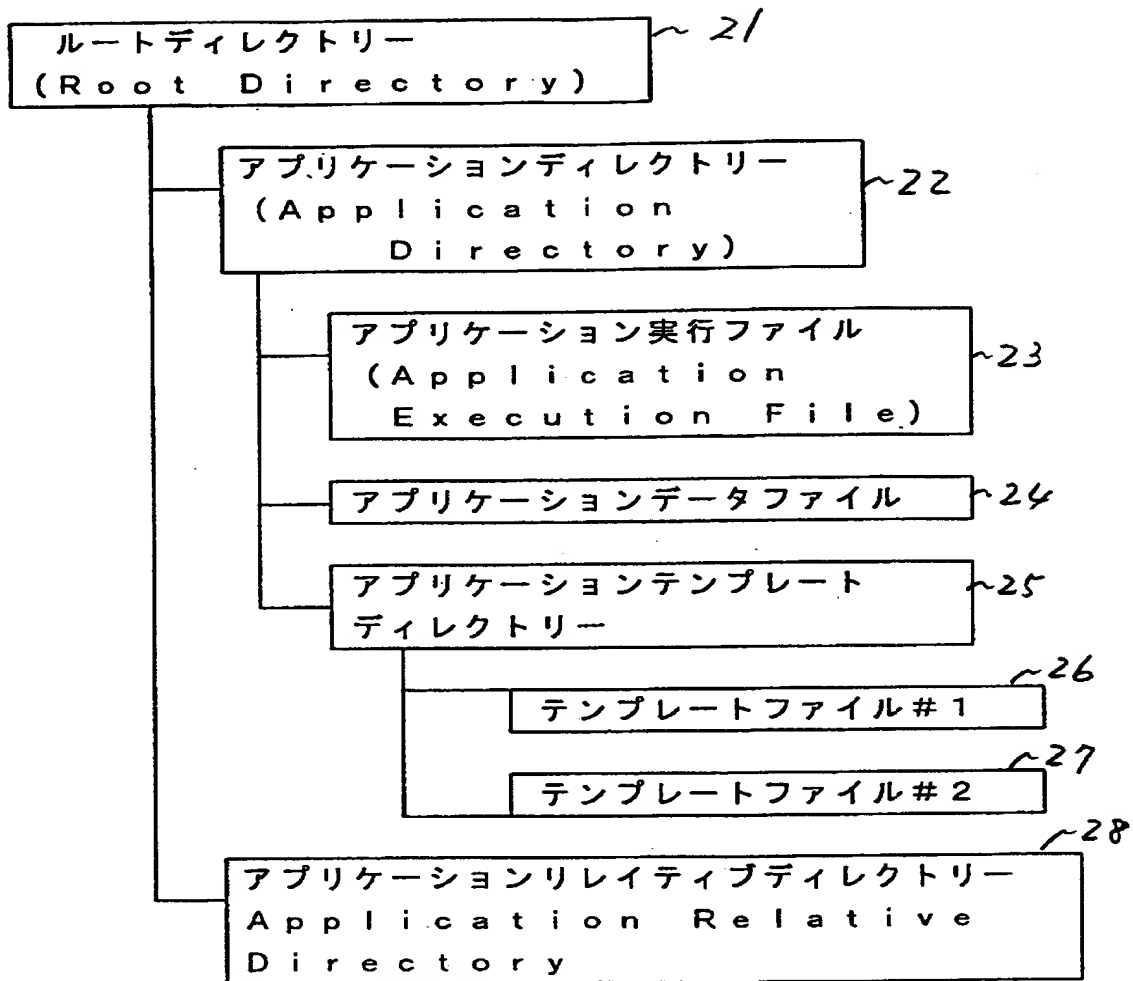 ルートディレクトリー ~21
(Root Directory)
アプリケーションディレクトリー ~22
(Application
Directory)
アプリケーション実行ファイル ~23
(Application
Execution File)
アプリケーションデータファイル ~24
アプリケーションテンプレート ~25
ディレクトリー
~26
テンプレートファイル#1
~27
テンプレートファイル#2
~28
アプリケーションリレイティブディレクトリー
Application Relative
Directory